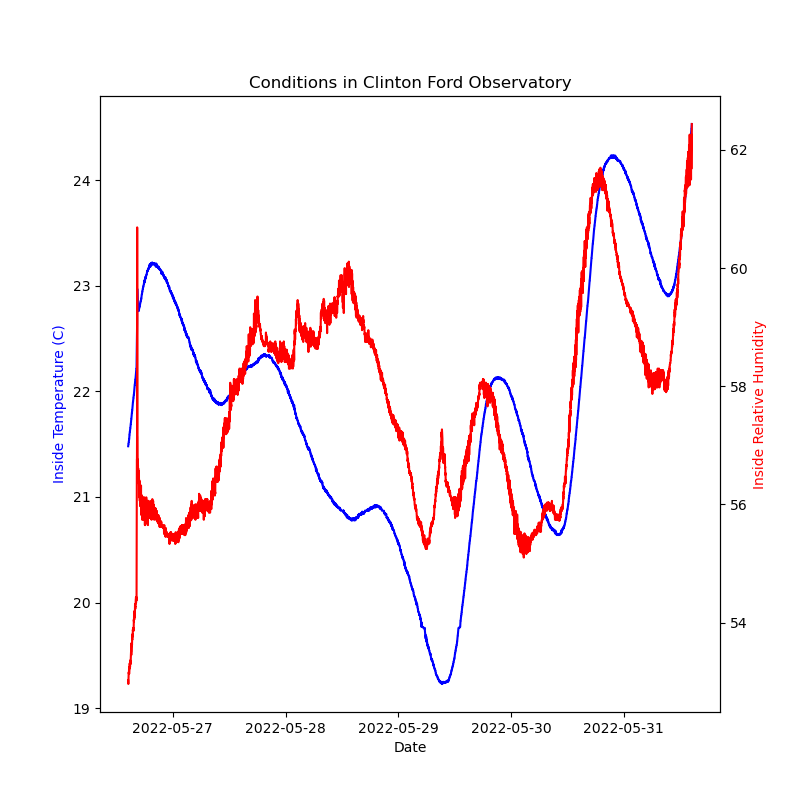 Conditions in Clinton Ford Observatory
Inside Temperature (C)
24
23
22
21
20
19
62
60
58
56
54
Inside Relative Humidity
2022-05-27 2022-05-28 2022-05-29 2022-05-30 2022-05-31
Date